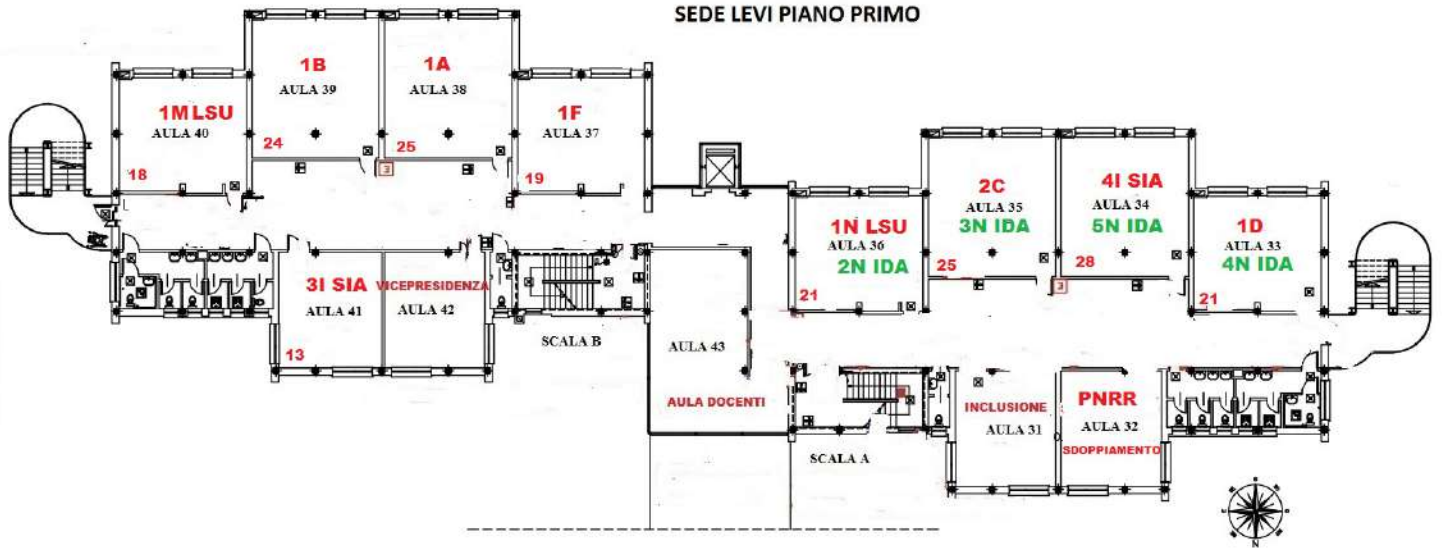 SEDE LEVI PIANO PRIMO
1M LSU
AULA 40
18
1B
AULA 39
24
1A
AULA 38
25
3
1F
AULA 37
19
1N LSU
AULA 36
2N IDA
21
2C
AULA 35
3N IDA
25
4I SIA
AULA 34
5N IDA
28
3
1D
AULA 33
4N IDA
21
3I SIA
AULA 41
13
VICEPRESIDENZA
AULA 42
SCALA B
AULA 43
AULA DOCENTI
SCALA A
INCLUSIONE
AULA 31
PNRR
AULA 32
SDOPPIAMENTO
N